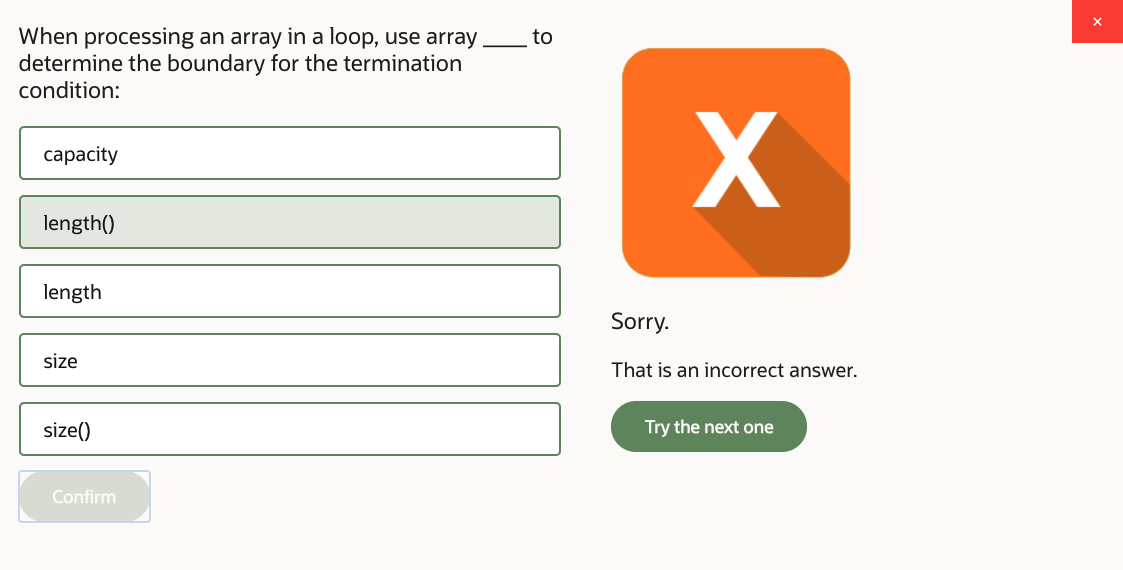 When processing an array in a loop, use array ____ to
determine the boundary for the termination
condition:
capacity
length()
length
size
size()
Confirm
×
X
Sorry.
That is an incorrect answer.
Try the next one